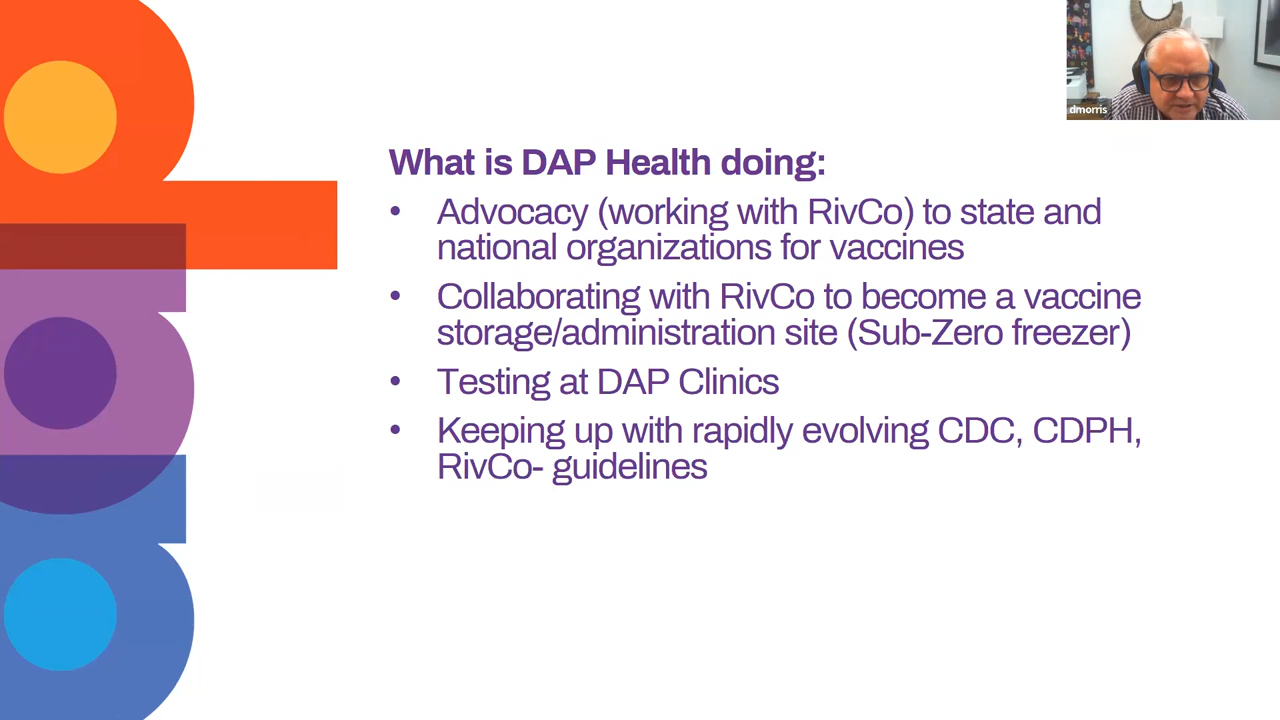 dmorris
What is DAP Health doing:
• Advocacy (working with RivCo) to state and
national organizations for vaccines
• Collaborating with RivCo to become a vaccine
storage/administration site (Sub-Zero freezer)
• Testing at DAP Clinics
• Keeping up with rapidly evolving CDC, CDPH,
RivCo- guidelines